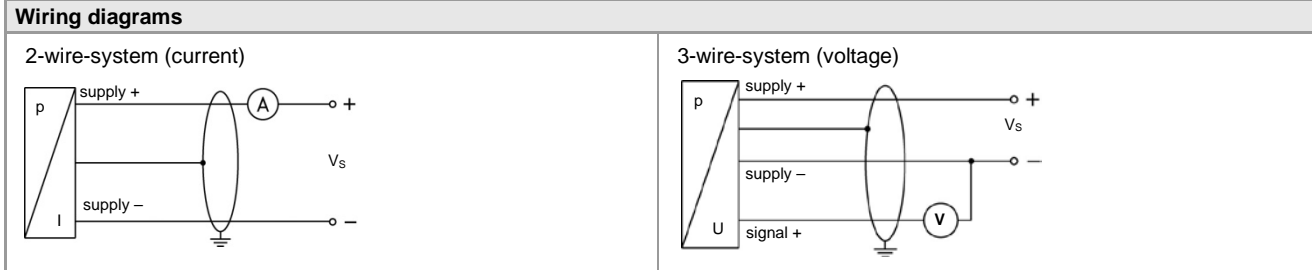 Wiring diagrams
2-wire-system (current)
p
supply +
A
+
VS
supply –
I
–
3-wire-system (voltage)
p
supply +
+
VS
–
supply –
V
U
signal +